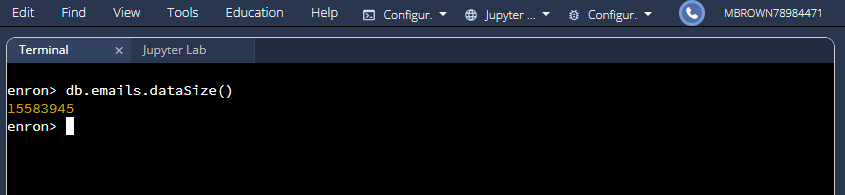 Edit Find View Tools Education Help Configur. Jupyter ... Configur.. MBROWN78984471
Terminal × Jupyter Lab
enron> db.emails.dataSize()
15583945
enron>